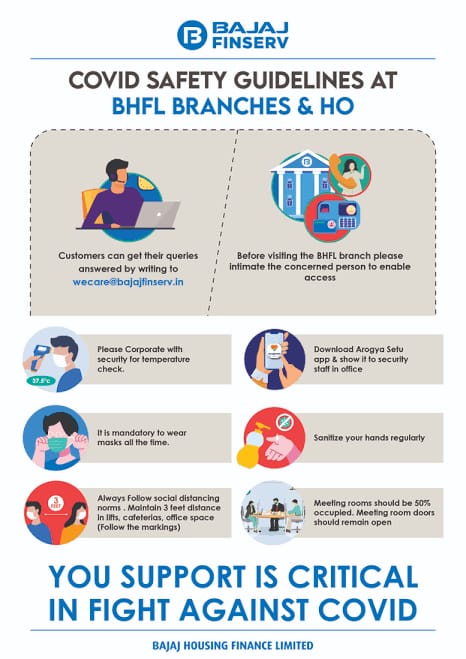 BAJAJ
FINSERV
COVID SAFETY GUIDELINES AT
BHFL BRANCHES & HO
Customers can get their queries
answered by writing to
wecare@bajajfinserv.in
Before visiting the BHFL branch please
intimate the concerned person to enable
access
37.5°c
Please Corporate with
security for temperature
check.
Download Arogya Setu
app & show it to security
staff in office
It is mandatory to wear
masks all the time.
Sanitize your hands regularly
3
FEET
Always Follow social distancing
norms . Maintain 3 feet distance
in lifts, cafeterias, office space
(Follow the markings)
Meeting rooms should be 50%
occupied. Meeting room doors
should remain open
YOU SUPPORT IS CRITICAL
IN FIGHT AGAINST COVID
BAJAJ HOUSING FINANCE LIMITED